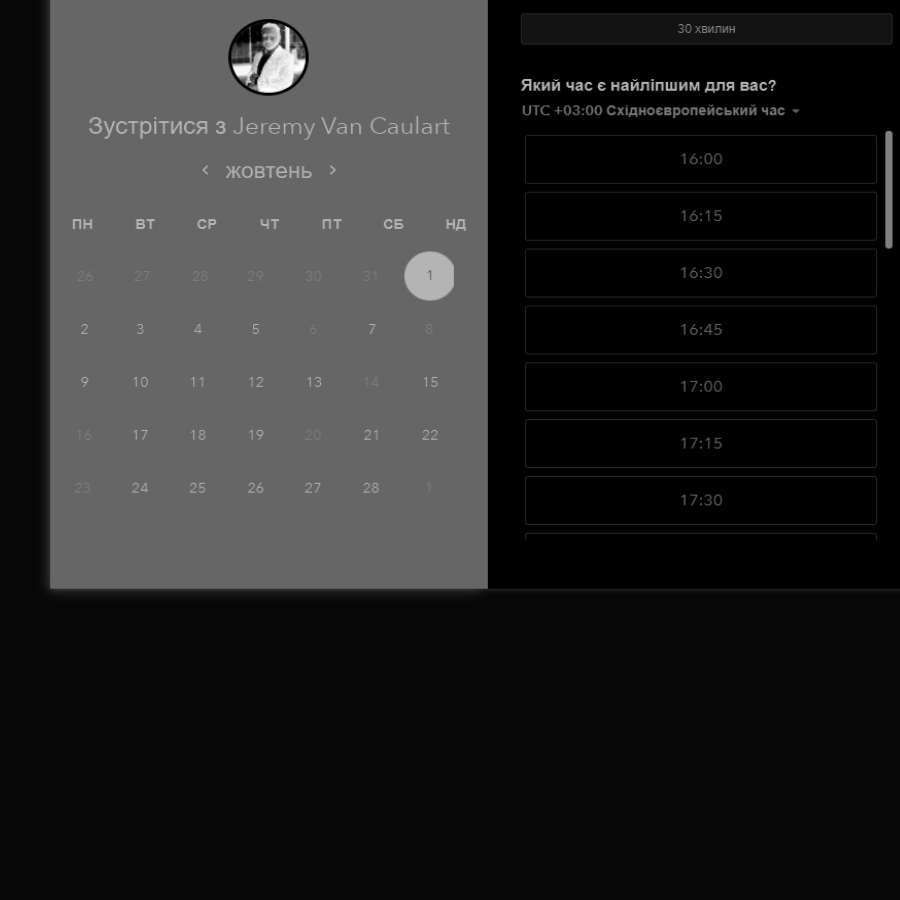 Зустрітися з Jeremy Van Caulart
жовтень
ПН ВТ СР ЧТ ПТ СБ НД
26 27 28 29 30 31 1
2 3 4 5 6 7 8
9 10 11 12 13 14 15
16 17 18 19 20 21 22
23 24 25 26 27 28 1
30 хвилин
Який час є найліпшим для вас?
UTC +03:00 Східноєвропейський час
16:00
16:15
16:30
16:45
17:00
17:15
17:30